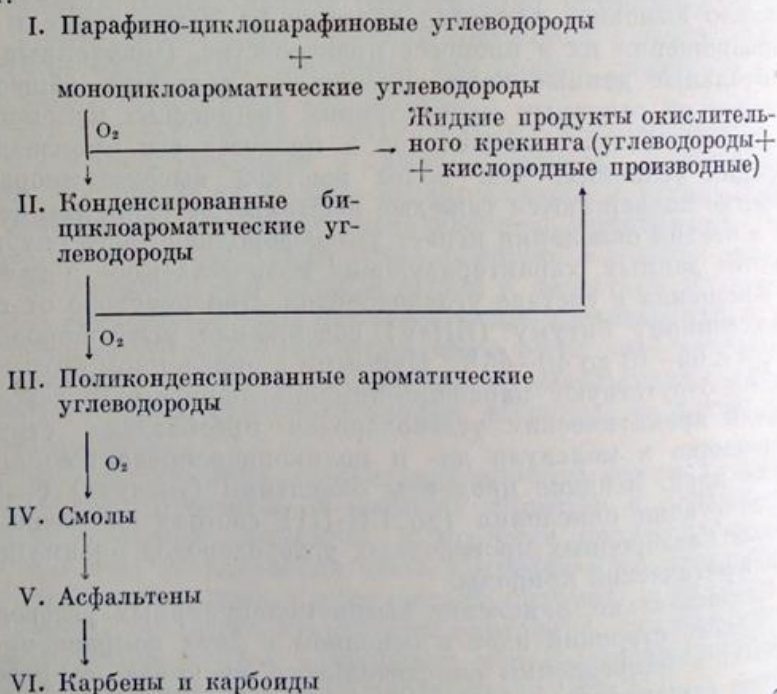 I. Парафино-циклопарафиновые углеводороды
+
моноциклоароматические углеводороды
O₂
Жидкие продукты окислитель-
ного крекинга (углеводороды+
+ кислородные производные)
II. Конденсированные би-
циклоароматические уг-
леводороды
O₂
III. Поликонденсированные ароматические
углеводороды
O₂
IV. Смолы
V. Асфальтены
VI. Карбены и карбоиды